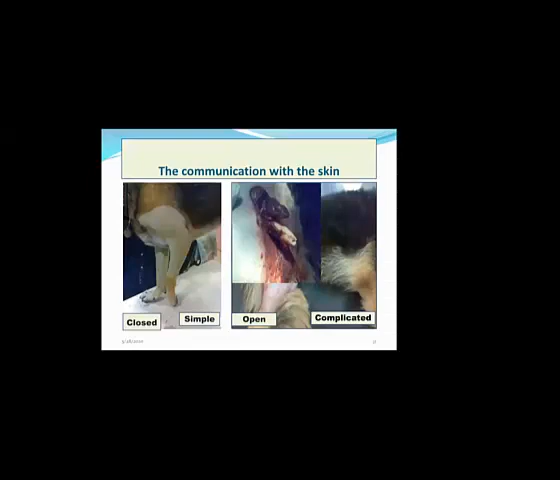 The communication with the skin
Closed
Simple
Open
Complicated